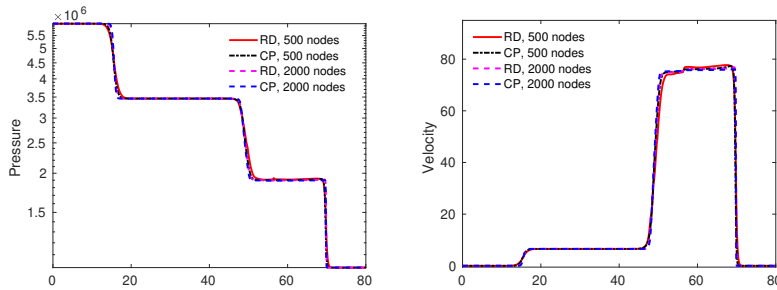 ×10⁶
5.5
4.5
3.5
3
2.5
2
1.5
Pressure
0
20
40
60
80
RD, 500 nodes
CP, 500 nodes
RD, 2000 nodes
CP, 2000 nodes
80
60
40
20
0
Velocity
0
20
40
60
80
RD, 500 nodes
CP, 500 nodes
RD, 2000 nodes
CP, 2000 nodes